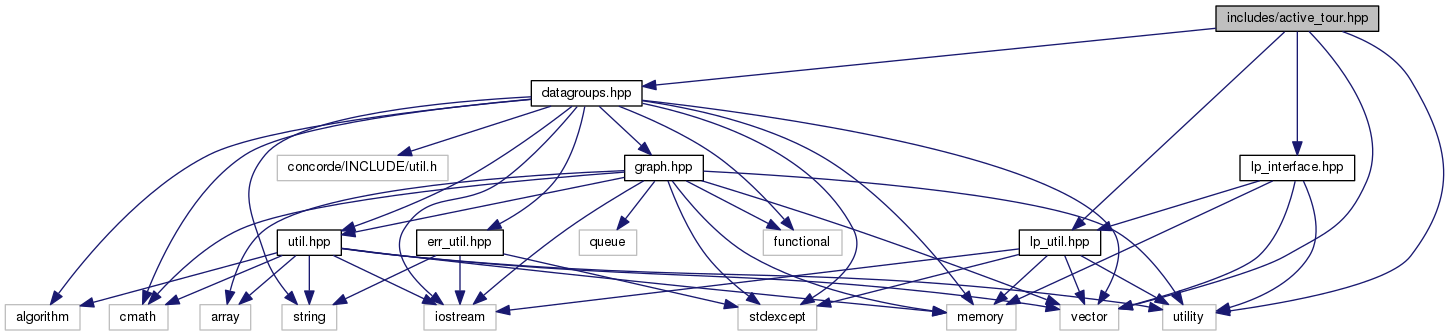 includes/active_tour.hpp
datagroups.hpp
concorde/INCLUDE/util.h
graph.hpp
lp_interface.hpp
util.hpp
err_util.hpp
queue
functional
lp_util.hpp
algorithm
cmath
array
string
iostream
stdexcept
memory
vector
utility